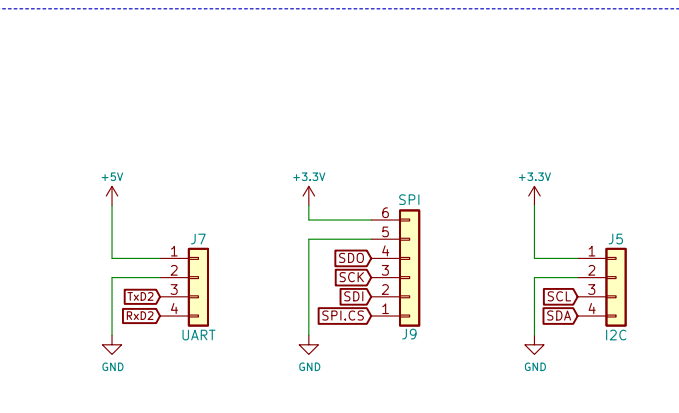 +5V
J7
1
2
3
4
TxD2
RxD2
UART
GND
+3.3V
SPI
6
5
4
3
2
1
SDO
SCK
SDI
SPI.CS
J9
GND
+3.3V
J5
1
2
3
4
SCL
SDA
I2C
GND